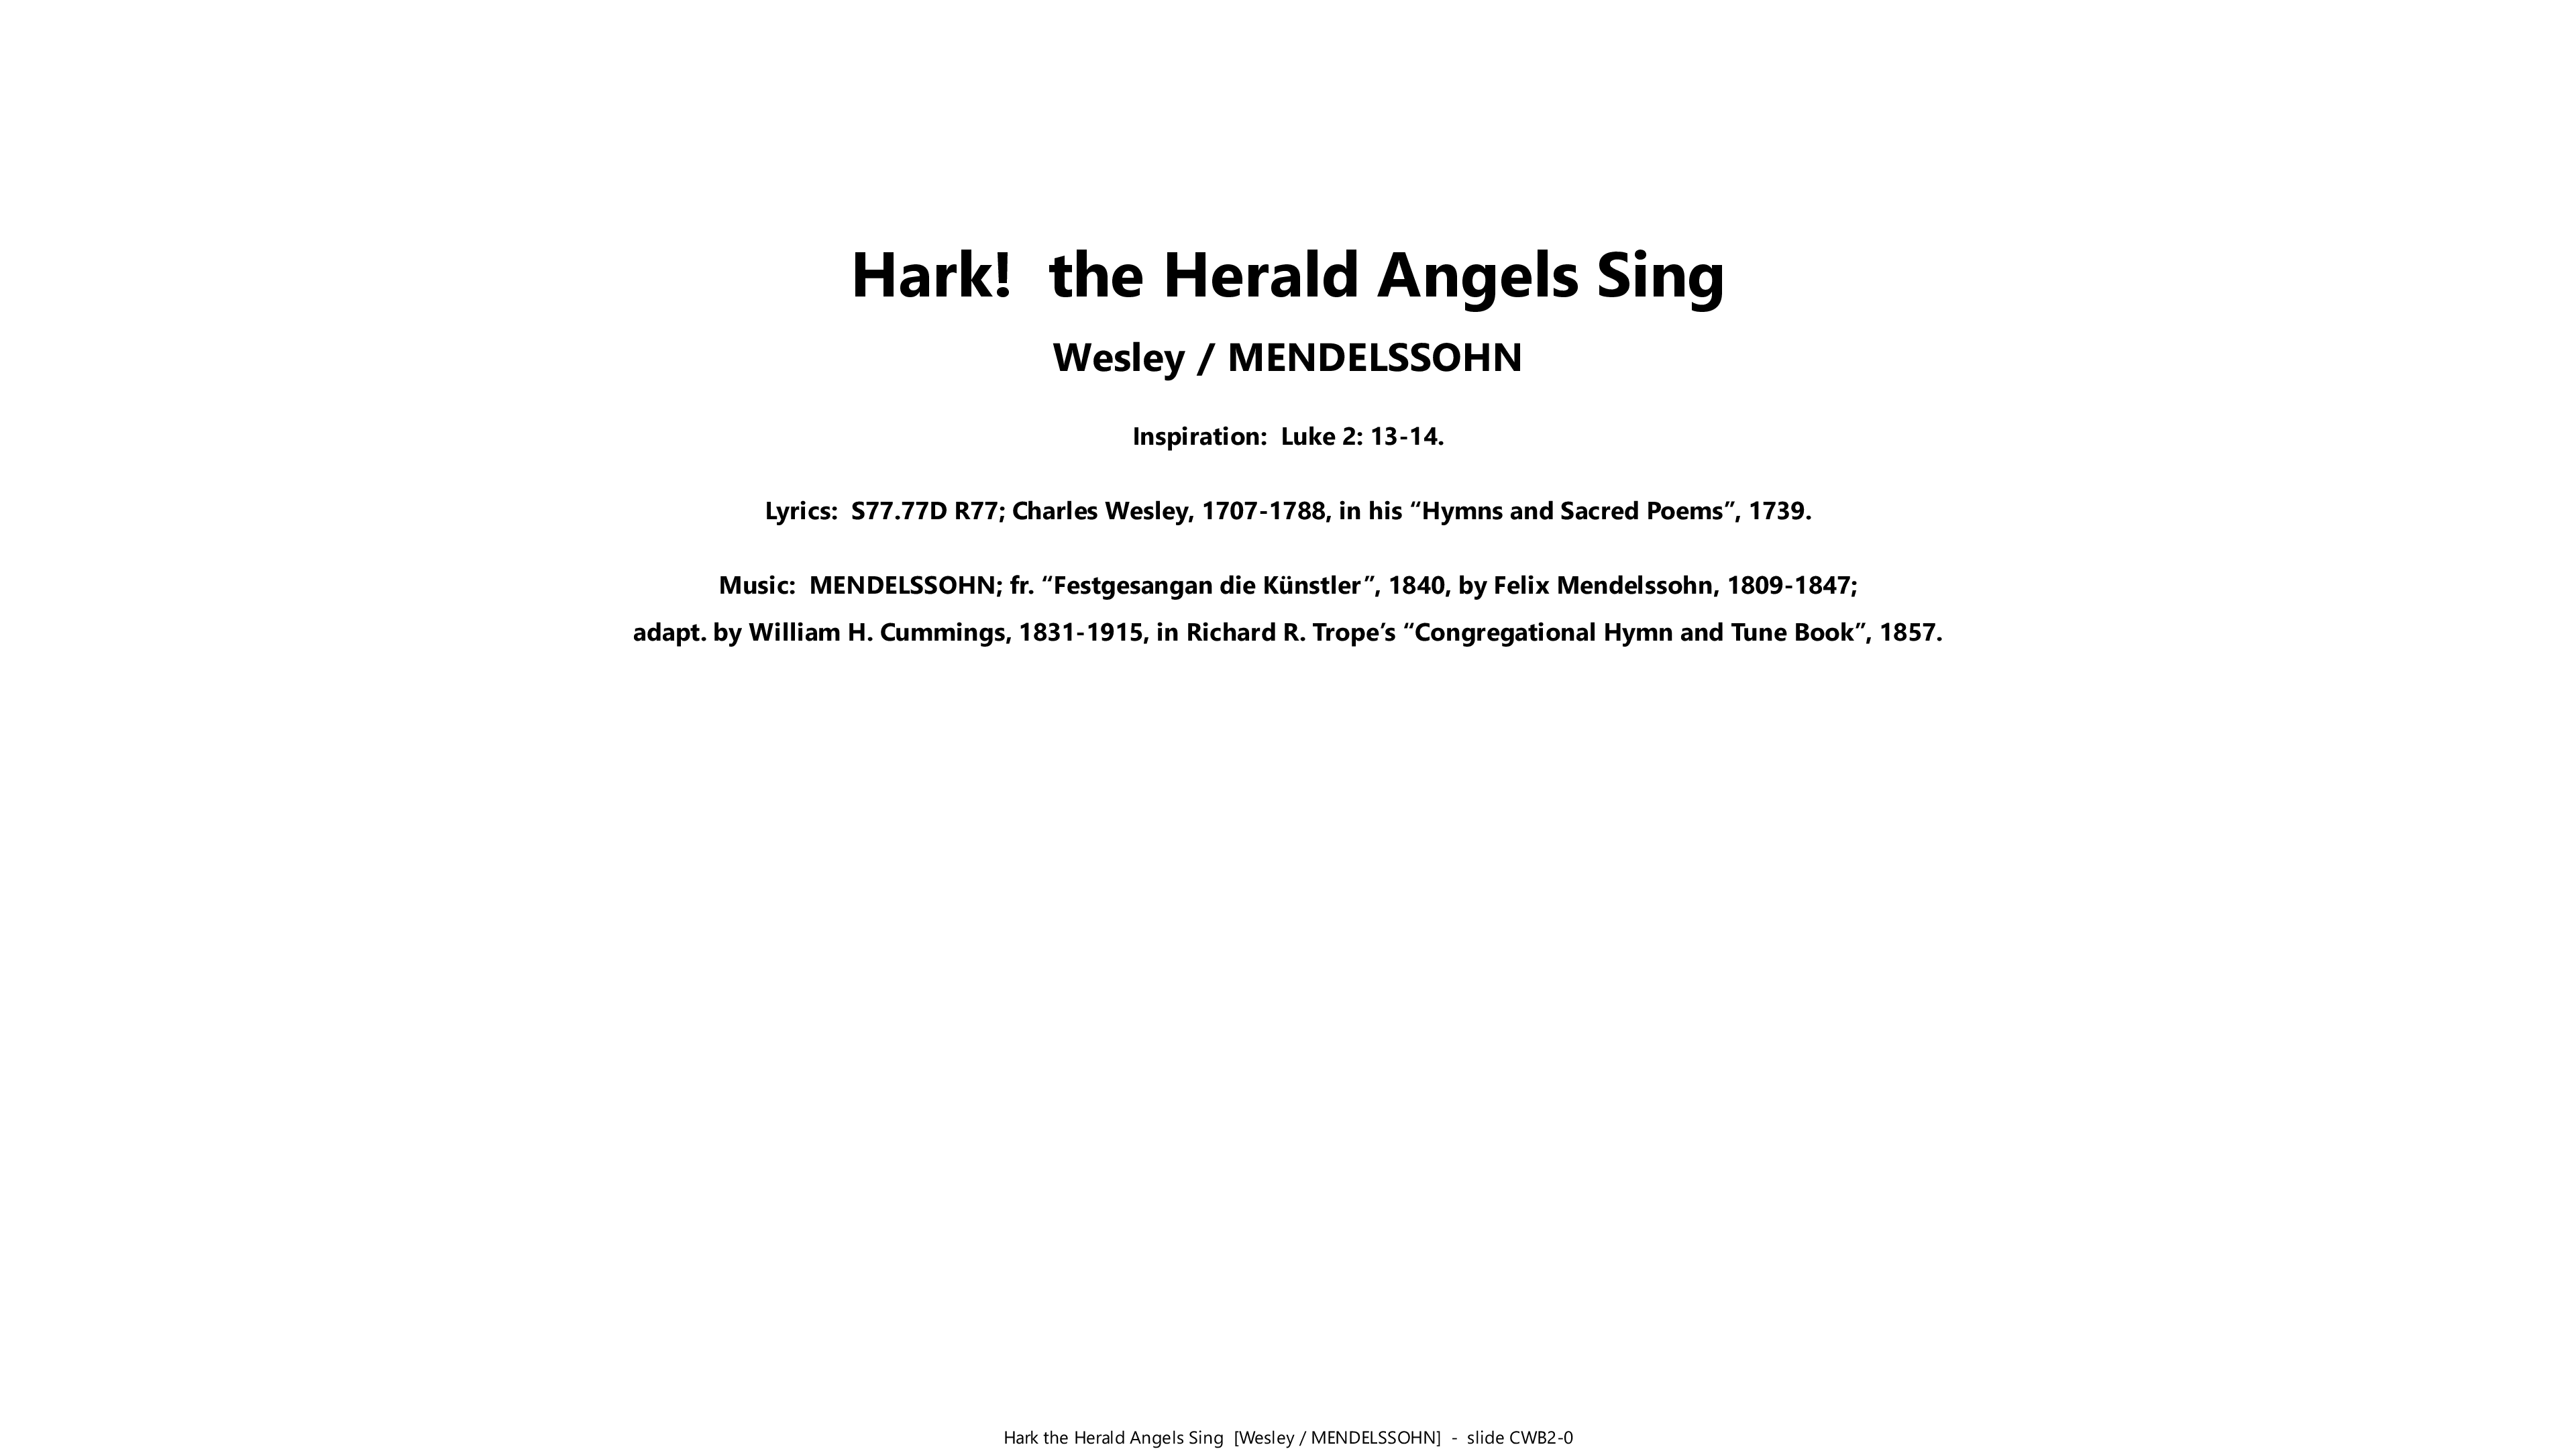 Hark!  the Herald Angels Sing
Wesley / MENDELSSOHN
Inspiration:  Luke 2: 13-14.
Lyrics:  S77.77D R77; Charles Wesley, 1707-1788, in his “Hymns and Sacred Poems”, 1739.
Music:  MENDELSSOHN; fr. “Festgesangan die Künstler”, 1840, by Felix Mendelssohn, 1809-1847;
adapt. by William H. Cummings, 1831-1915, in Richard R. Trope’s “Congregational Hymn and Tune Book”, 1857.
Hark the Herald Angels Sing  [Wesley / MENDELSSOHN]  -  slide CWB2-0